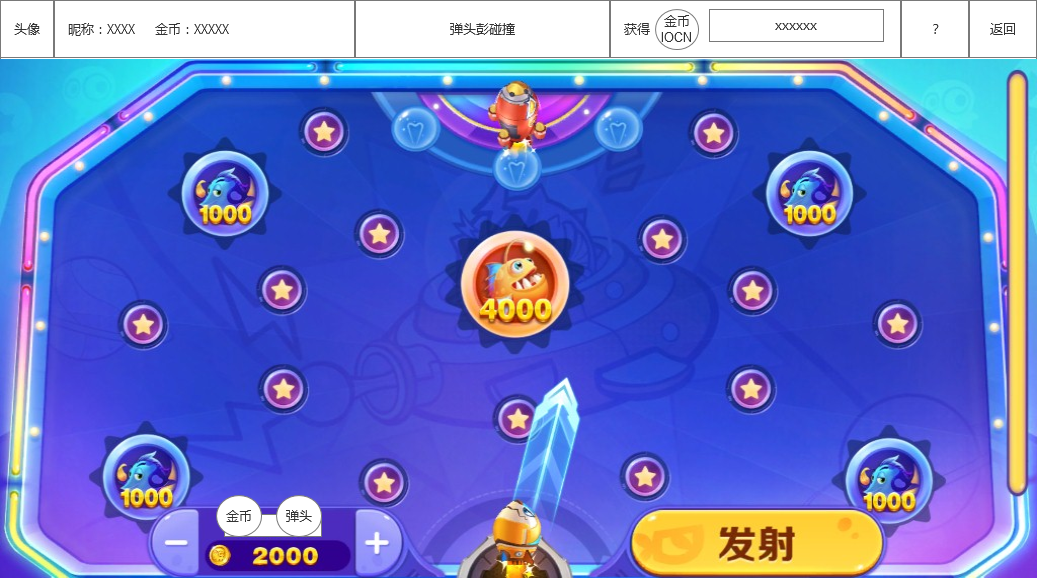 头像
昵称：XXXX 金币：XXXXX
弹头彭碰撞
获得
金币
IOCN
xxxxxx
?
返回
1000
1000
4000
1000
1000
金币
弹头
2000
发射